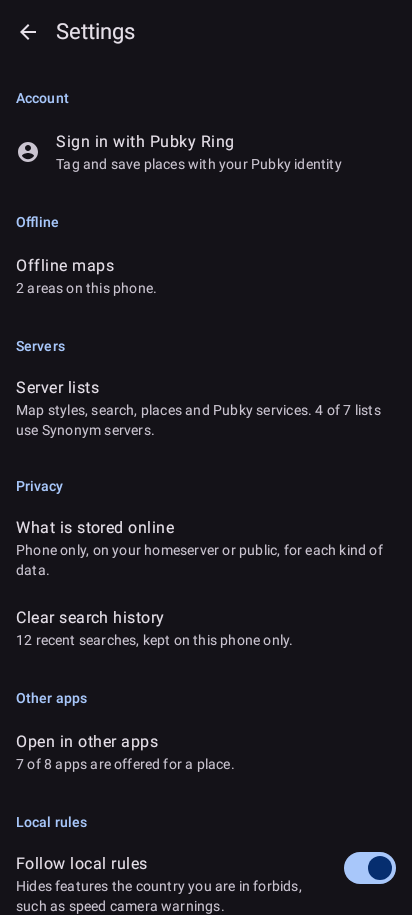 Settings
Account
Sign in with Pubky Ring
Tag and save places with your Pubky identity
Offline
Offline maps
2 areas on this phone.
Servers
Server lists
Map styles, search, places and Pubky services. 4 of 7 lists
use Synonym servers.
Privacy
What is stored online
Phone only, on your homeserver or public, for each kind of
data.
Clear search history
12 recent searches, kept on this phone only.
Other apps
Open in other apps
7 of 8 apps are offered for a place.
Local rules
Follow local rules
Hides features the country you are in forbids,
such as speed camera warnings.